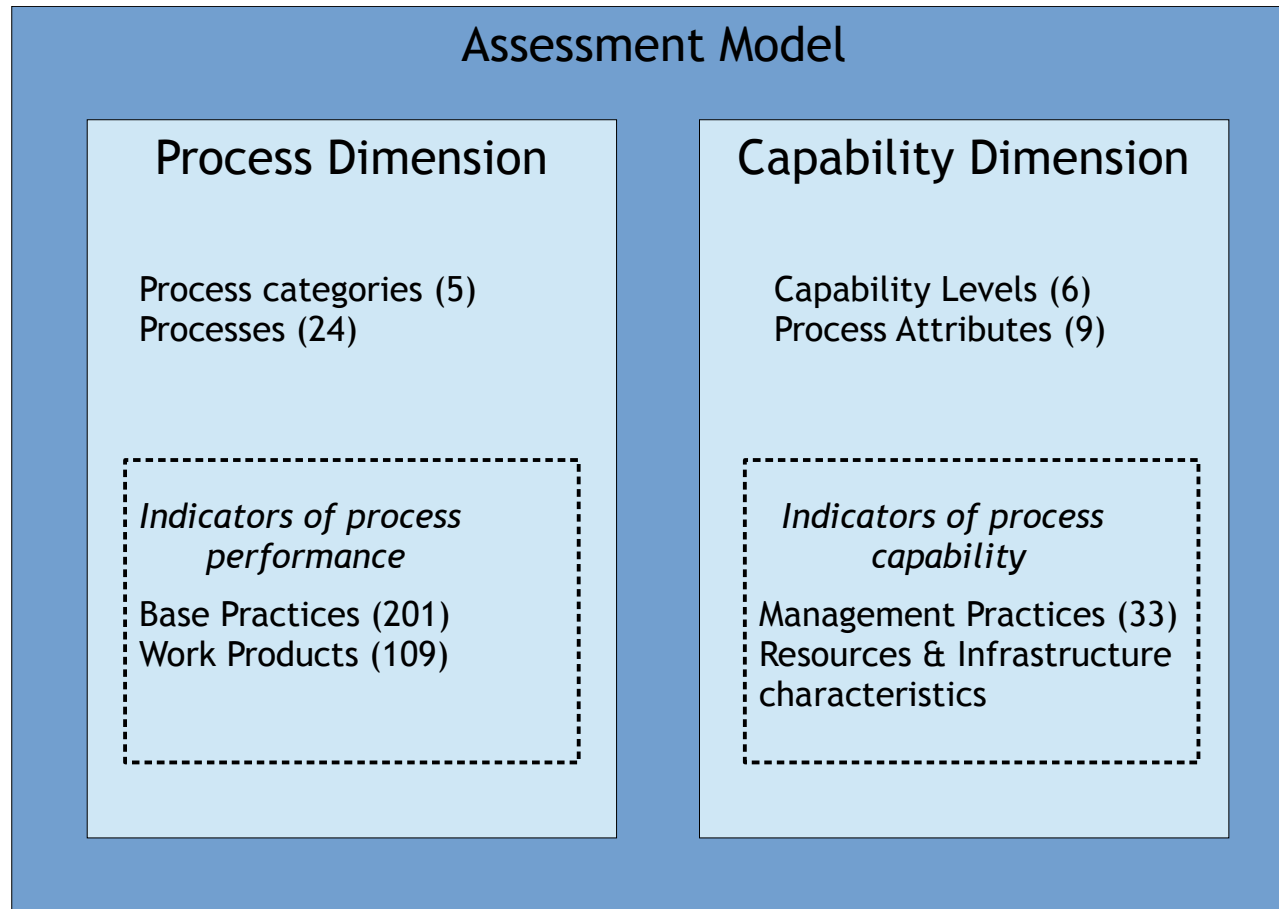 Assessment Model
Process Dimension
Process categories (5)
Processes (24)
Indicators of process
performance
Base Practices (201)
Work Products (109)
Capability Dimension
Capability Levels (6)
Process Attributes (9)
Indicators of process
capability
Management Practices (33)
Resources & Infrastructure
characteristics